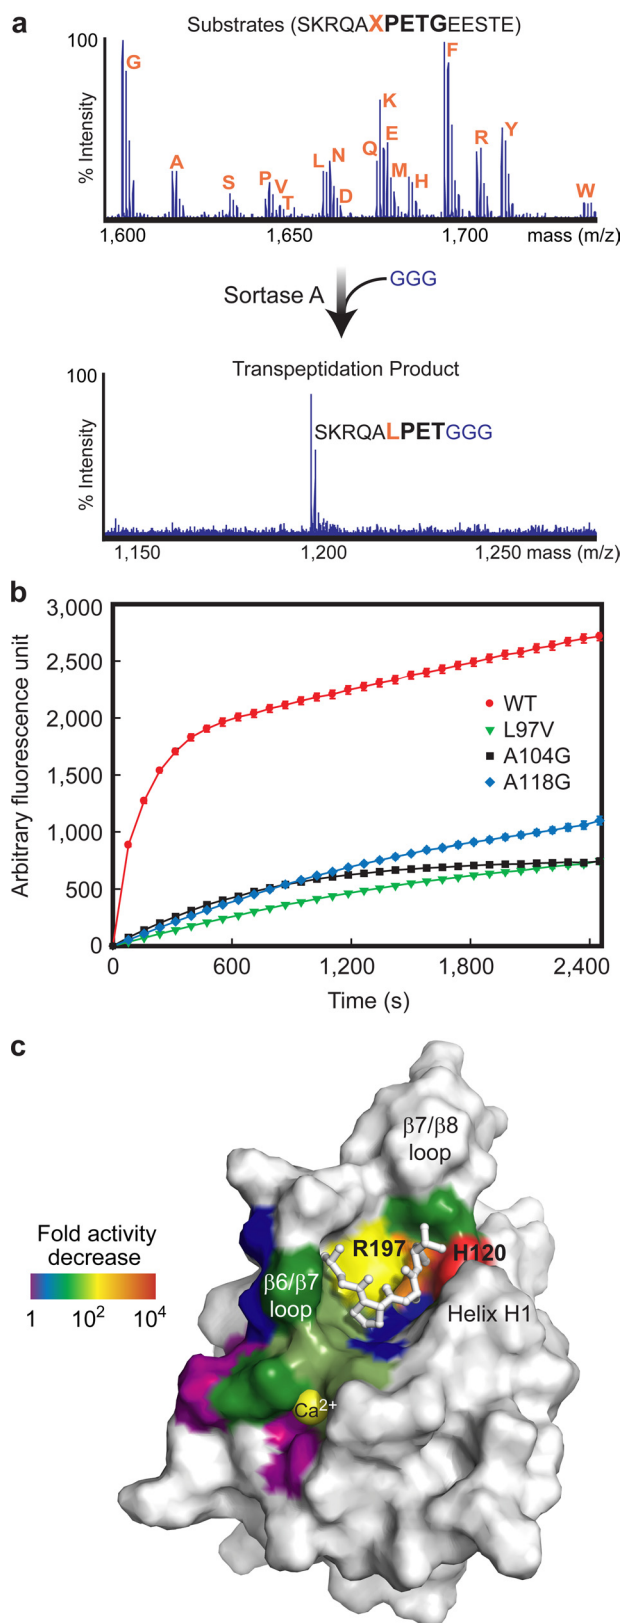 a
Substrates (SKRQAXPETGEESTE)
100
G
F
K
E
Y
R
L
N
Q
A
M
H
S
P
V
T
D
W
% Intensity
1,600
1,650
1,700
mass (m/z)
Sortase A
GGG
Transpeptidation Product
100
SKRQALPETGGG
% Intensity
1,150
1,200
1,250
mass (m/z)
b
3,000
2,500
2,000
1,500
1,000
500
0
Arbitrary fluorescence unit
WT
L97V
A104G
A118G
0
600
1,200
1,800
2,400
Time (s)
c
β7/β8
loop
Fold activity
decrease
1
10²
10⁴
R197
H120
β6/β7
loop
Helix H1
Ca²⁺